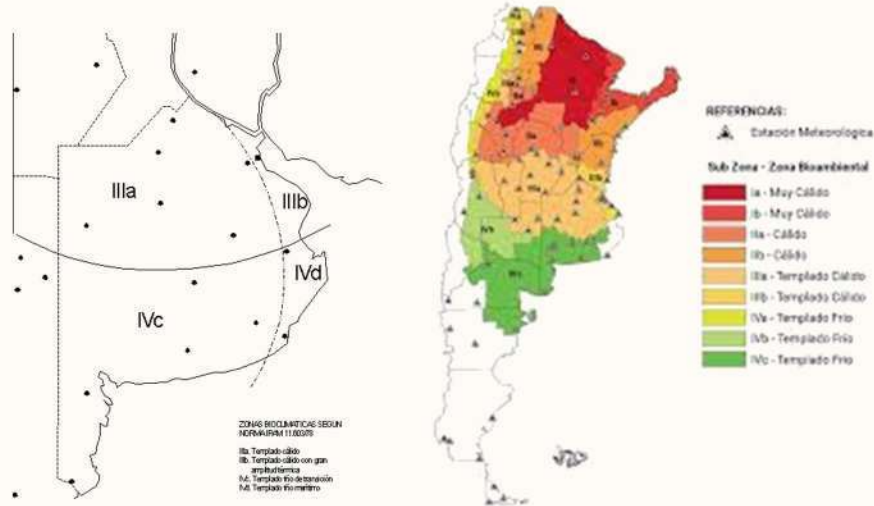 IIIa
IIIb
IVd
IVc
ZONAS BIOCLIMATICAS SEGUN
NORMA IRAM 11.603/78
IIIa. Templado cálido
IIIb. Templado cálido con gran
amplitud térmica
IVc. Templado frío de transición
IVd. Templado frío marítimo
REFERENCIAS:
Estación Meteorológica
Sub Zona - Zona Bioambiental
Ia - Muy Cálido
Ib - Muy Cálido
IIa - Cálido
IIb - Cálido
IIIa - Templado Cálido
IIIb - Templado Cálido
IVa - Templado Frío
IVb - Templado Frío
IVc - Templado Frío